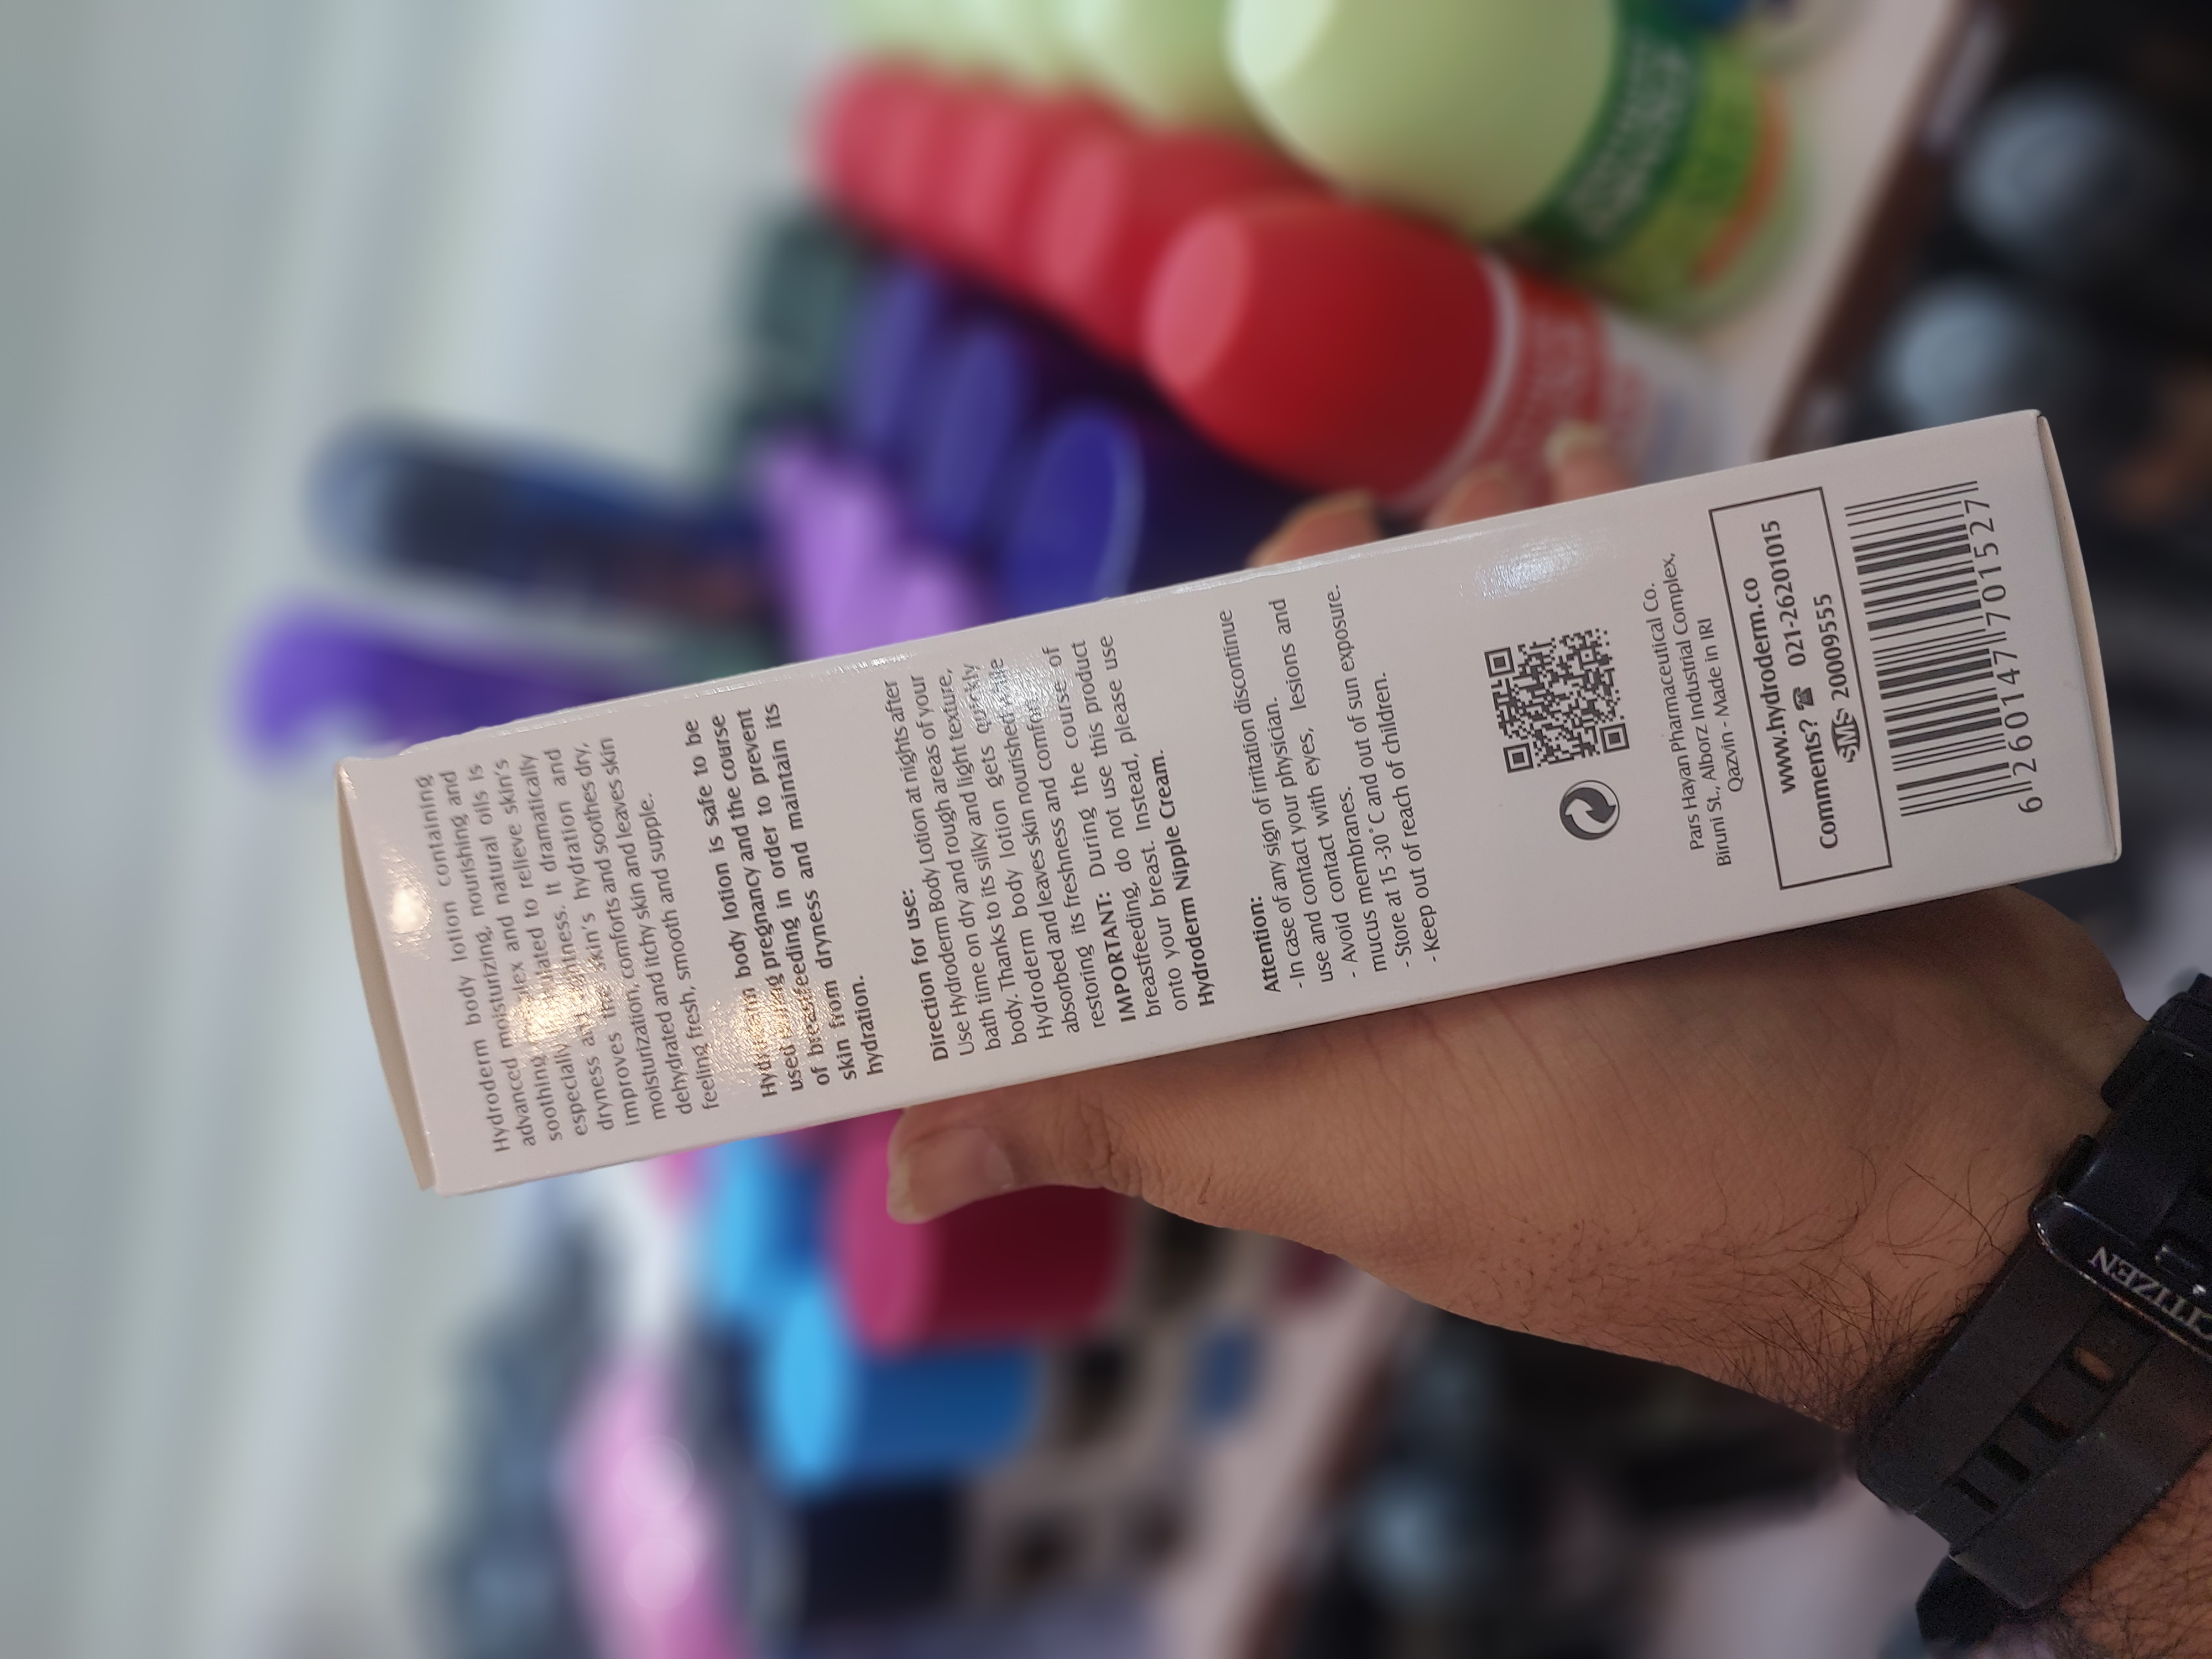 Hydroderm body lotion containing
advanced moisturizing, nourishing and
soothing and natural oils is
especially to relieve skin's
dryness and It dramatically
improves the skin's hydration and
moisturization, comforts and soothes dry,
dehydrated and itchy skin and leaves skin
feeling fresh, smooth and supple.
Hydroderm body lotion is safe to be
used during pregnancy and the course
of breastfeeding in order to prevent
skin from dryness and maintain its
hydration.
Direction for use:
Use Hydroderm Body Lotion at nights after
bath time on dry and rough areas of your
body. Thanks to its silky and light texture,
Hydroderm body lotion gets quickly
absorbed and leaves skin nourished while
restoring its freshness and comfort.
IMPORTANT: During the course of
breastfeeding, do not use this product
onto your breast. Instead, please use
Hydroderm Nipple Cream.
Attention:
- In case of any sign of irritation discontinue
use and contact your physician.
- Avoid contact with eyes, lesions and
mucus membranes.
- Store at 15 -30˚C and out of sun exposure.
- Keep out of reach of children.
Pars Hayan Pharmaceutical Co.
Biruni St., Alborz Industrial Complex,
Qazvin - Made in IRI
www.hydroderm.co
Comments? ☎ 021-26201015
SMS 20009555
6 260147 701527
CITIZEN